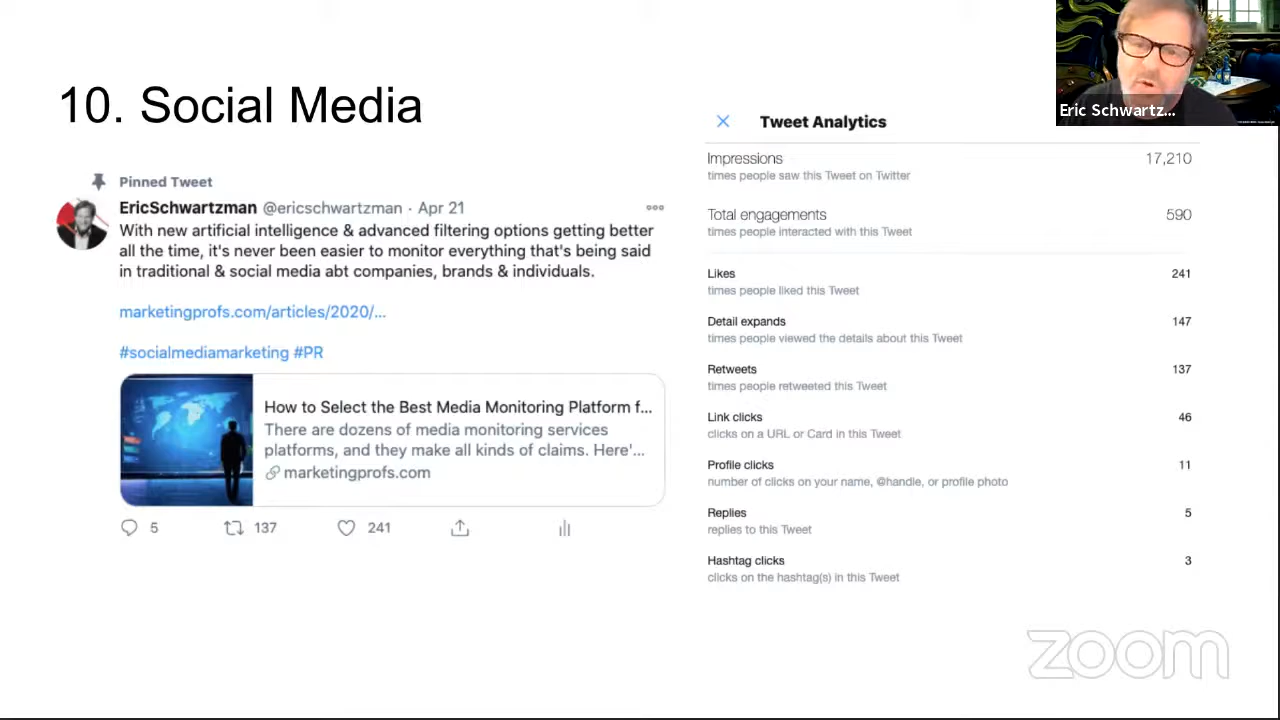 10. Social Media
Pinned Tweet
EricSchwartzman @ericschwartzman · Apr 21
With new artificial intelligence & advanced filtering options getting better
all the time, it's never been easier to monitor everything that's being said
in traditional & social media abt companies, brands & individuals.
marketingprofs.com/articles/2020/...
#socialmediamarketing #PR
How to Select the Best Media Monitoring Platform f...
There are dozens of media monitoring services
platforms, and they make all kinds of claims. Here'...
marketingprofs.com
5 137 241
Tweet Analytics
Impressions 17,210
times people saw this Tweet on Twitter
Total engagements 590
times people interacted with this Tweet
Likes 241
times people liked this Tweet
Detail expands 147
times people viewed the details about this Tweet
Retweets 137
times people retweeted this Tweet
Link clicks 46
clicks on a URL or Card in this Tweet
Profile clicks 11
number of clicks on your name, @handle, or profile photo
Replies 5
replies to this Tweet
Hashtag clicks 3
clicks on the hashtag(s) in this Tweet
Eric Schwartz...
zoom